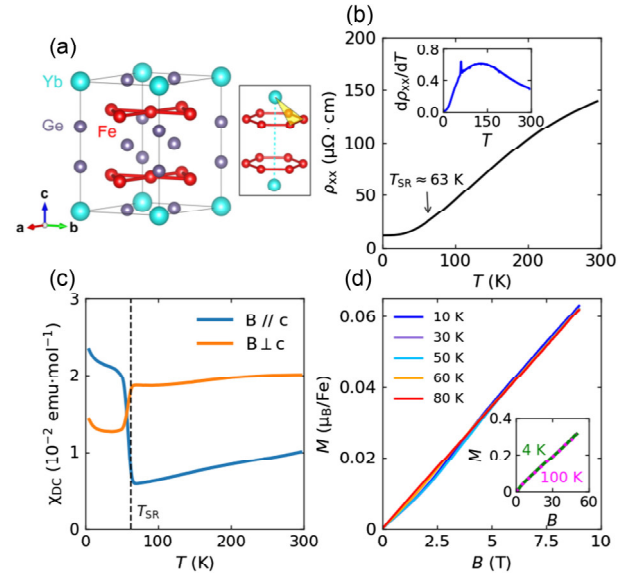 (a)
Yb
Ge
Fe
c
a
b
(b)
ρxx (μΩ · cm)
200
150
100
50
0
0 100 200 300
T (K)
TSR ≈ 63 K
dρxx/dT
0.8
0.4
0
0 150 300
T
(c)
χDC (10⁻² emu·mol⁻¹)
3
2
1
0
0 100 200 300
T (K)
B // c
B ⊥ c
TSR
(d)
M (μB/Fe)
0.06
0.04
0.02
0
0 2.5 5 7.5 10
B (T)
10 K
30 K
50 K
60 K
80 K
M
0.4
0.2
0
0 30 60
B
4 K
100 K